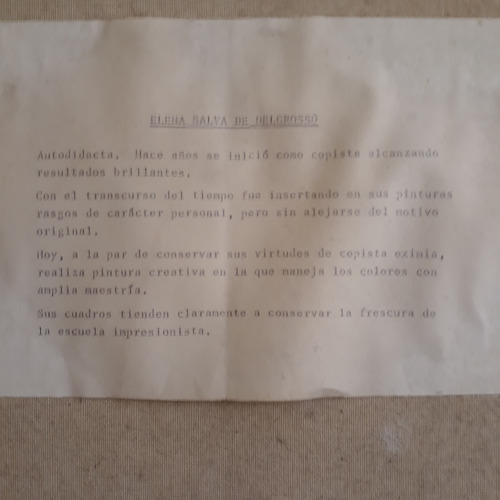 ELENA SALVA DE DELGROSSO
Autodidacta. Hace años se inició como copista alcanzando
resultados brillantes.
Con el transcurso del tiempo fue insertando en sus pinturas
rasgos de carácter personal, pero sin alejarse del motivo
original.
Hoy, a la par de conservar sus virtudes de copista eximia,
realiza pintura creativa en la que maneja los colores con
amplia maestría.
Sus cuadros tienden claramente a conservar la frescura de
la escuela impresionista.